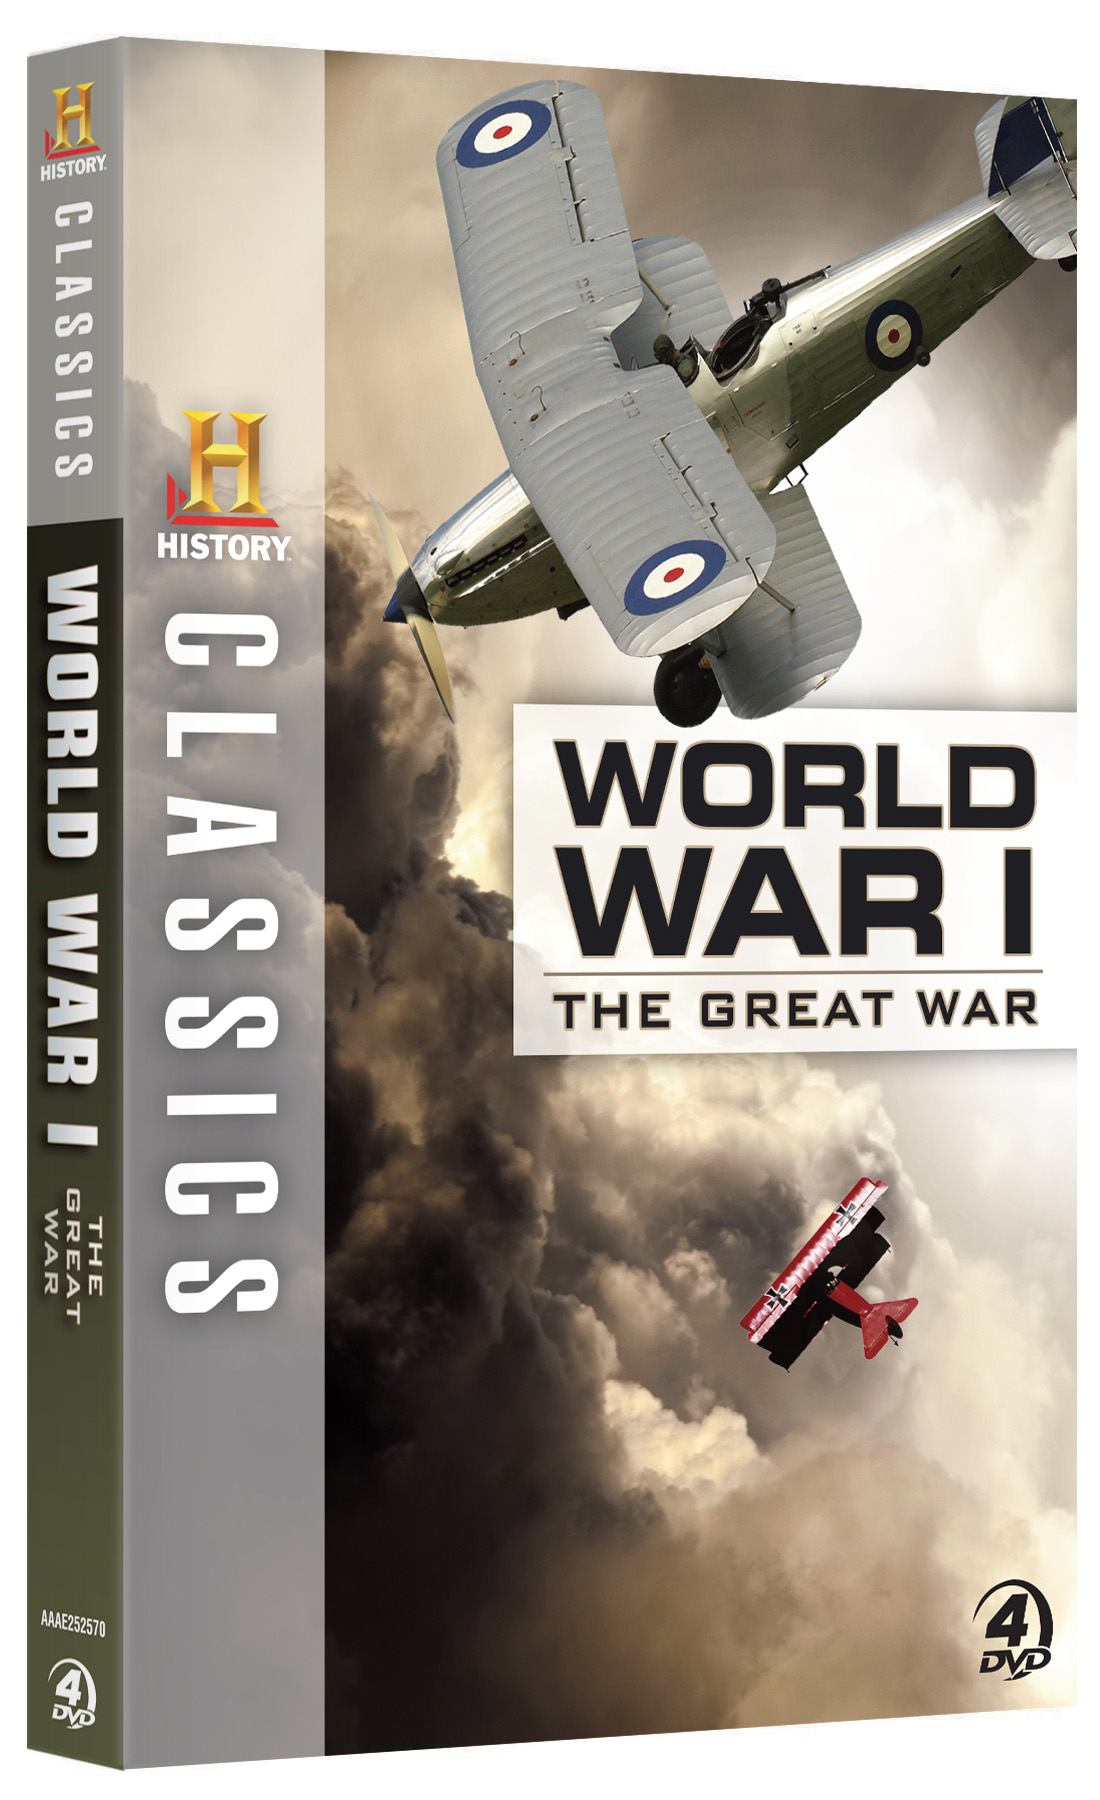 H
HISTORY
CLASSICS
WORLD WAR I
THE
GREAT
WAR
AAAE252570
4
DVD
H
HISTORY
CLASSICS
WORLD
WAR I
THE GREAT WAR
4
DVD